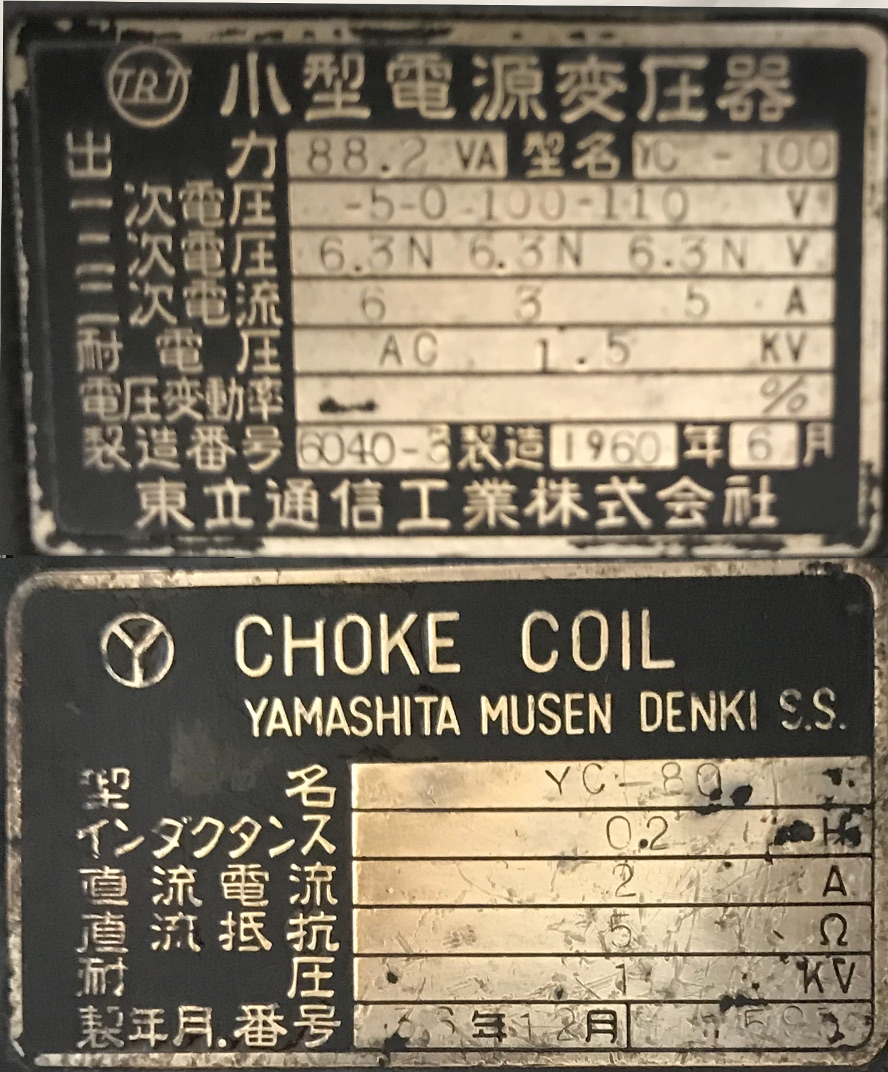 TRT 小型電源変圧器
出力 88.2 VA 型名 YC - 100
一次電圧 -5-0-100-110 V
二次電圧 6.3N 6.3N 6.3N V
二次電流 6 3 5 A
耐電圧 AC 1.5 KV
電圧変動率 - %
製造番号 6040-3 製造 1960 年 6 月
東立通信工業株式会社
Y CHOKE COIL
YAMASHITA MUSEN DENKI S.S.
型名 YC-80
インダクタンス 0.2 H
直流電流 2 A
直流抵抗 5 Ω
耐圧 1 KV
製年月.番号 年12月